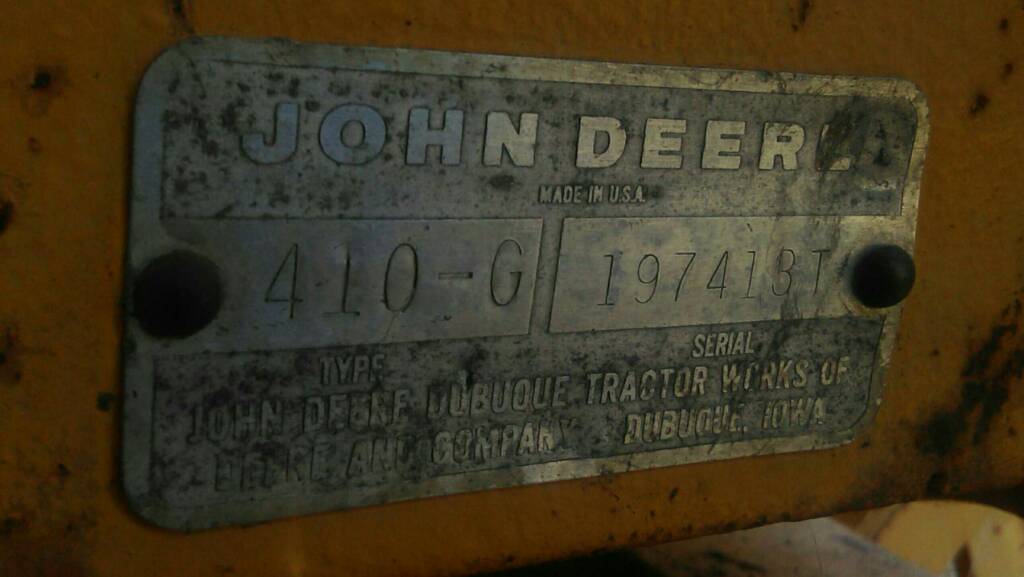 JOHN DEERE
MADE IN U.S.A.
410-G 197413T
TYPE SERIAL
JOHN DEERE DUBUQUE TRACTOR WORKS OF
DEERE AND COMPANY DUBUQUE, IOWA